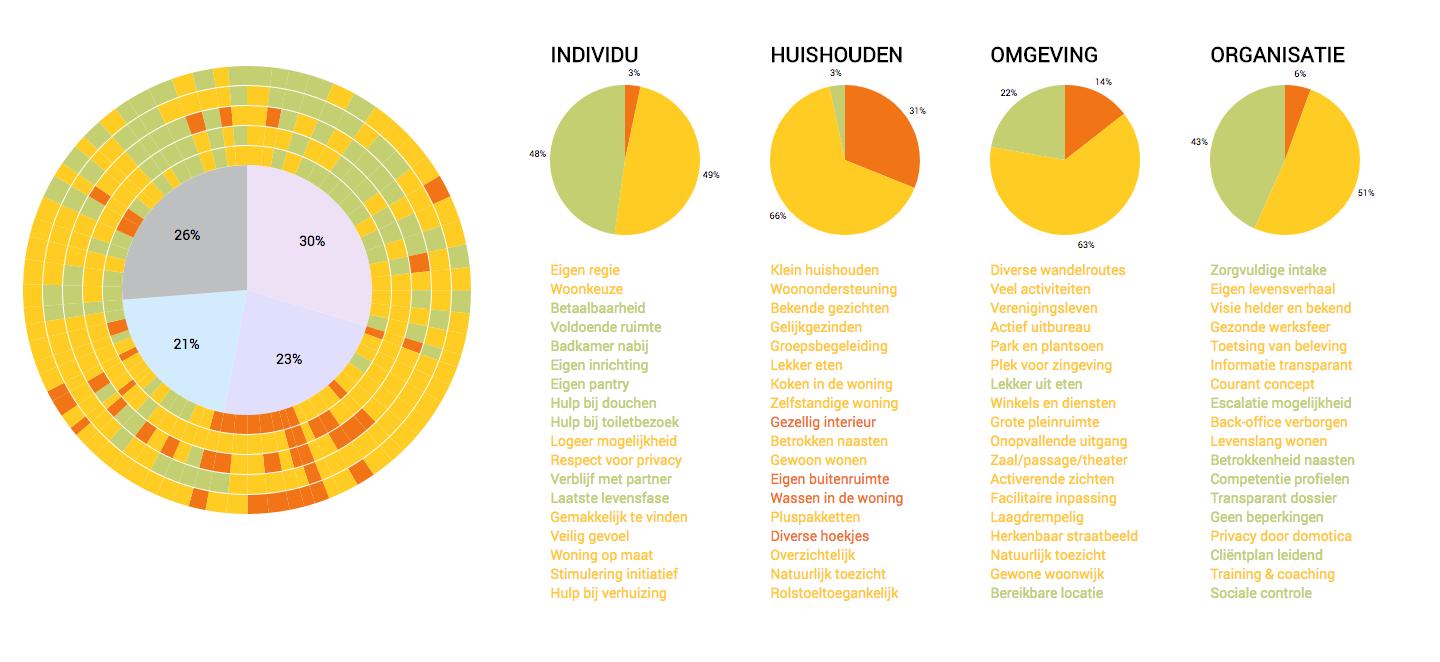 26%
30%
21%
23%
INDIVIDU
3%
48%
49%
Eigen regie
Woonkeuze
Betaalbaarheid
Voldoende ruimte
Badkamer nabij
Eigen inrichting
Eigen pantry
Hulp bij douchen
Hulp bij toiletbezoek
Logeer mogelijkheid
Respect voor privacy
Verblijf met partner
Laatste levensfase
Gemakkelijk te vinden
Veilig gevoel
Woning op maat
Stimulering initiatief
Hulp bij verhuizing
HUISHOUDEN
3%
31%
66%
Klein huishouden
Woonondersteuning
Bekende gezichten
Gelijkgezinden
Groepsbegeleiding
Lekker eten
Koken in de woning
Zelfstandige woning
Gezellig interieur
Betrokken naasten
Gewoon wonen
Eigen buitenruimte
Wassen in de woning
Pluspakketten
Diverse hoekjes
Overzichtelijk
Natuurlijk toezicht
Rolstoeltoegankelijk
OMGEVING
14%
22%
63%
Diverse wandelroutes
Veel activiteiten
Verenigingsleven
Actief uitbureau
Park en plantsoen
Plek voor zingeving
Lekker uit eten
Winkels en diensten
Grote pleinruimte
Onopvallende uitgang
Zaal/passage/theater
Activerende zichten
Facilitaire inpassing
Laagdrempelig
Herkenbaar straatbeeld
Natuurlijk toezicht
Gewone woonwijk
Bereikbare locatie
ORGANISATIE
6%
43%
51%
Zorgvuldige intake
Eigen levensverhaal
Visie helder en bekend
Gezonde werksfeer
Toetsing van beleving
Informatie transparant
Courant concept
Escalatie mogelijkheid
Back-office verborgen
Levenslang wonen
Betrokkenheid naasten
Competentie profielen
Transparant dossier
Geen beperkingen
Privacy door domotica
Cliëntplan leidend
Training & coaching
Sociale controle